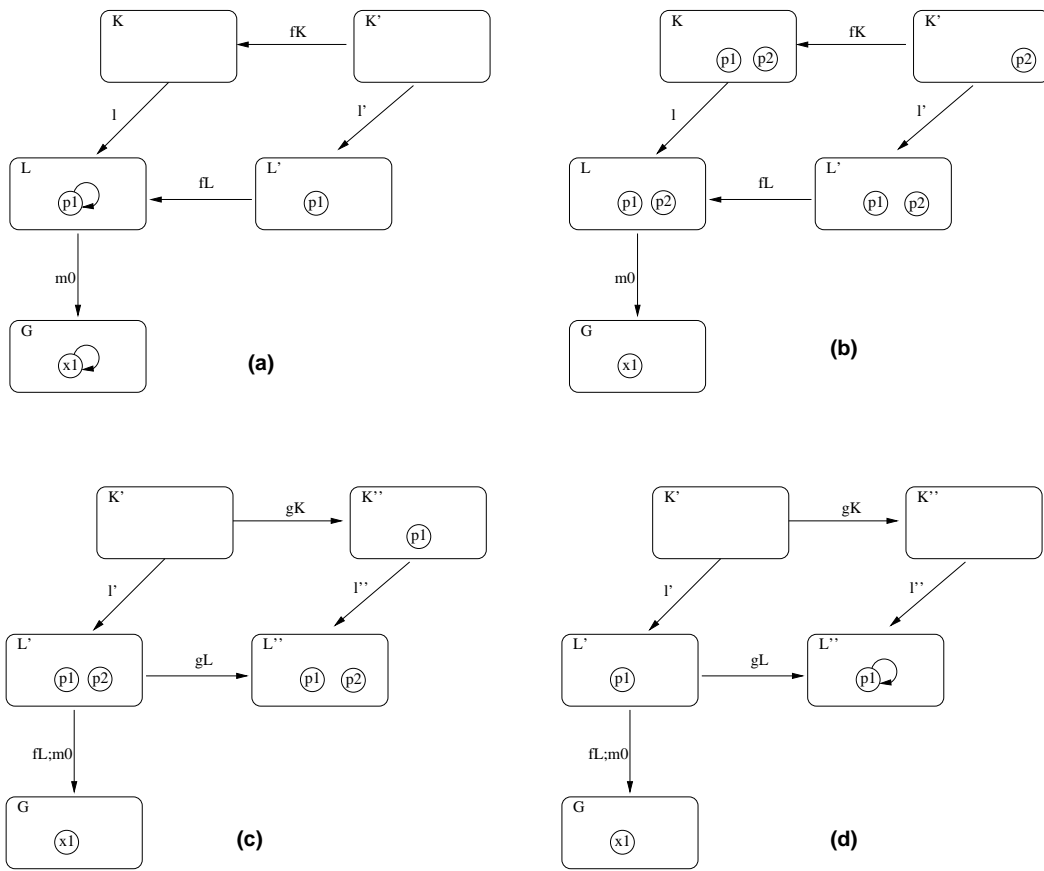 K
K'
fK
l
l'
L
L'
p1
fL
p1
m0
G
x1
(a)
K
K'
fK
p1
p2
p2
l
l'
L
L'
p1
p2
fL
p1
p2
m0
G
x1
(b)
K'
K''
gK
p1
l'
l''
L'
L''
p1
p2
gL
p1
p2
fL;m0
G
x1
(c)
K'
K''
gK
l'
l''
L'
L''
p1
gL
p1
fL;m0
G
x1
(d)